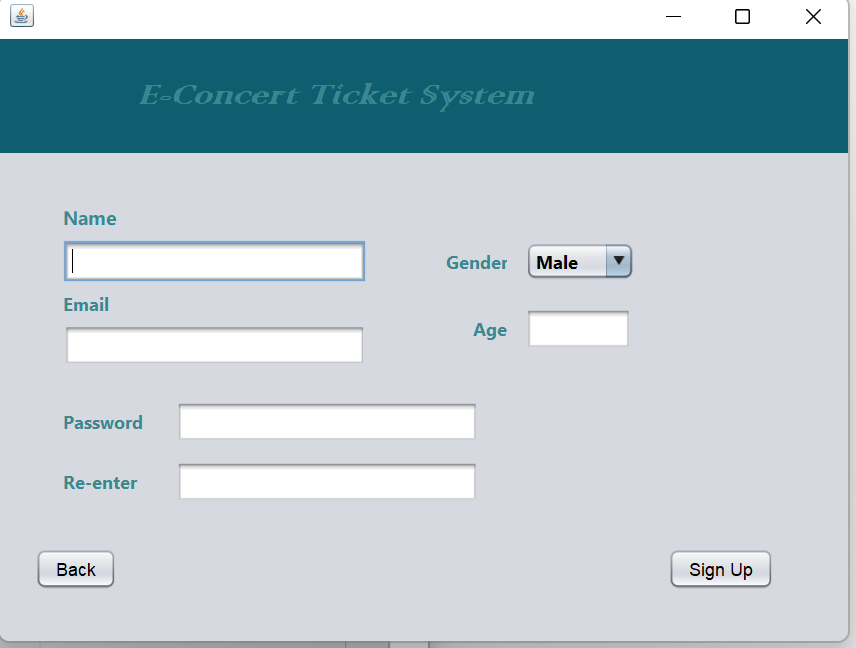 E-Concert Ticket System
Name
Gender Male
Email
Age
Password
Re-enter
Back Sign Up